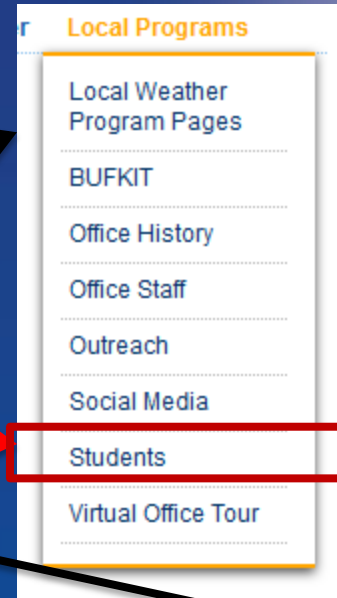 r Local Programs
Local Weather
Program Pages
BUFKIT
Office History
Office Staff
Outreach
Social Media
Students
Virtual Office Tour